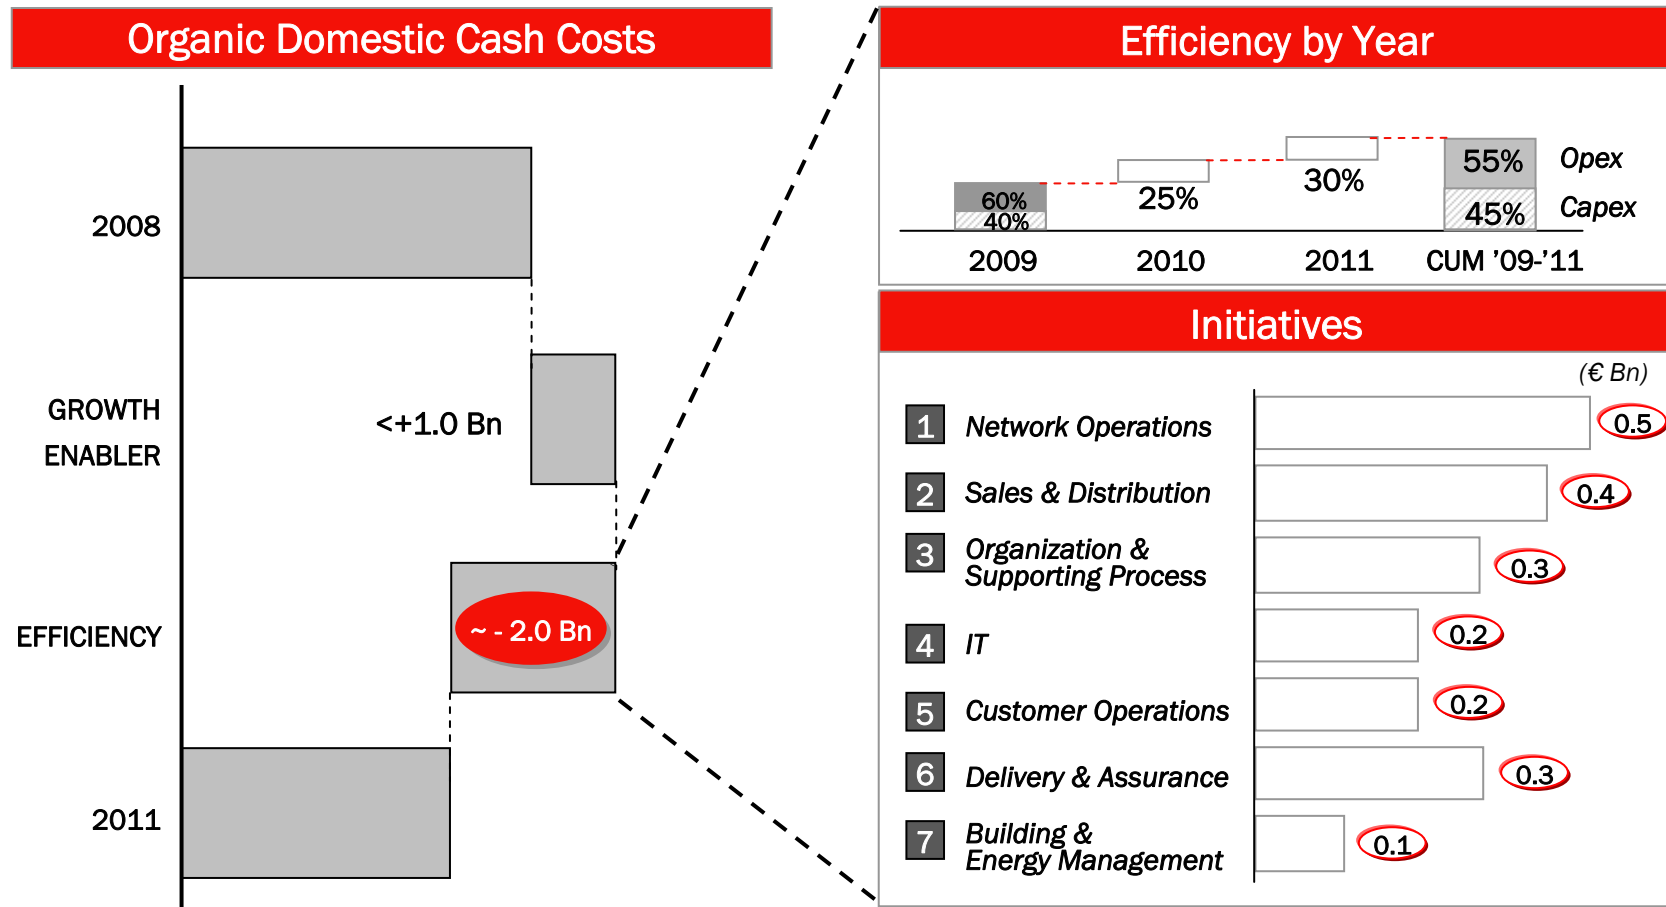 Organic Domestic Cash Costs
2008
GROWTH
ENABLER
<+1.0 Bn
EFFICIENCY
~ - 2.0 Bn
2011
Efficiency by Year
60%
40%
25%
30%
55%
45%
Opex
Capex
2009
2010
2011
CUM ’09-’11
Initiatives
(€ Bn)
1 Network Operations 0.5
2 Sales & Distribution 0.4
3 Organization &
Supporting Process 0.3
4 IT 0.2
5 Customer Operations 0.2
6 Delivery & Assurance 0.3
7 Building &
Energy Management 0.1